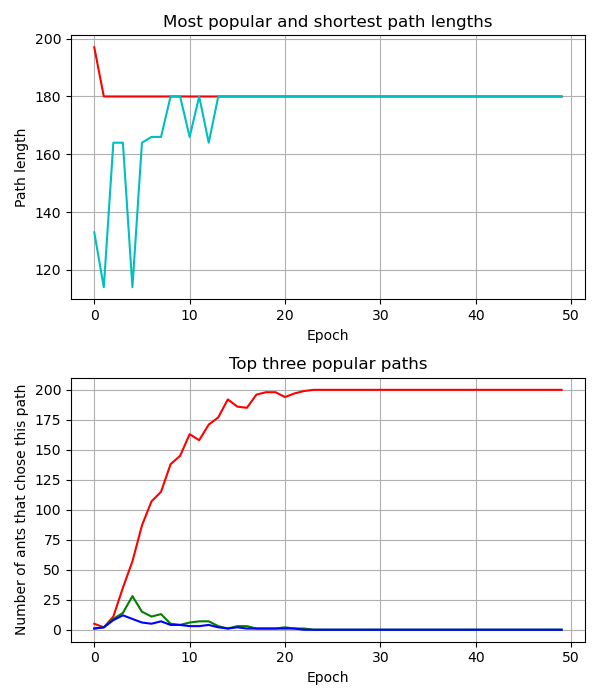 Most popular and shortest path lengths
200
180
160
140
120
Path length
0 10 20 30 40 50
Epoch
Top three popular paths
200
175
150
125
100
75
50
25
0
Number of ants that chose this path
0 10 20 30 40 50
Epoch